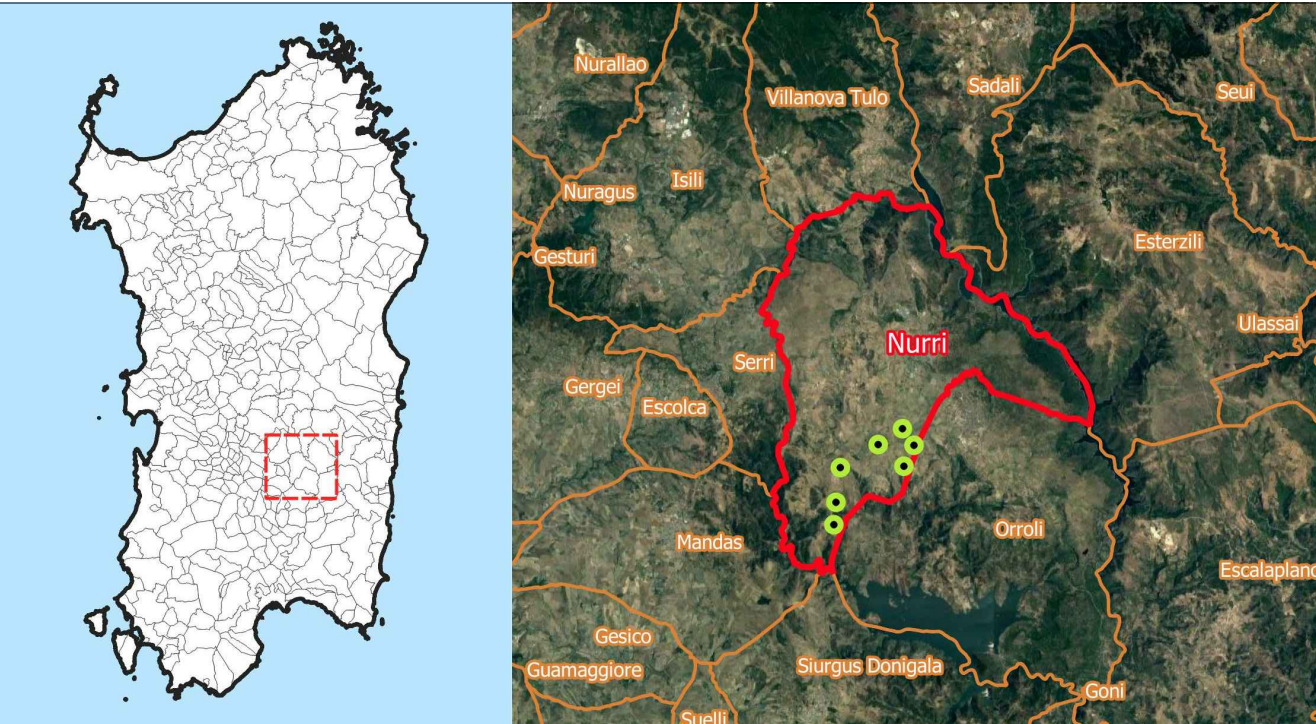 Nurallao
Villanova Tulo
Sadali
Seui
Isili
Nuragus
Gesturi
Esterzili
Ulassai
Nurri
Serri
Gergei
Escolca
Mandas
Orroli
Escalaplano
Gesico
Guamaggiore
Siurgus Donigala
Goni
Suelli